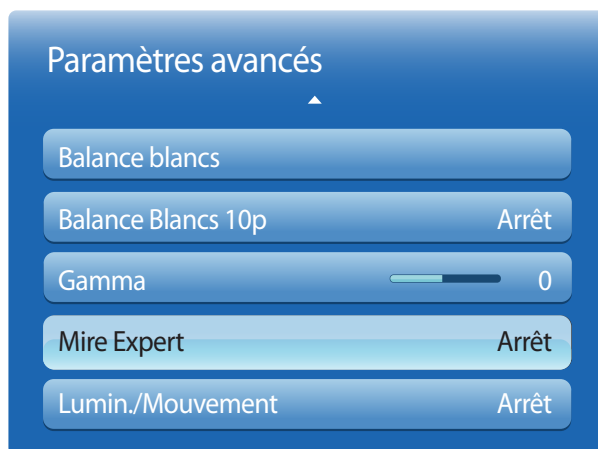 Paramètres avancés
Balance blancs
Balance Blancs 10p Arrêt
Gamma 0
Mire Expert Arrêt
Lumin./Mouvement Arrêt